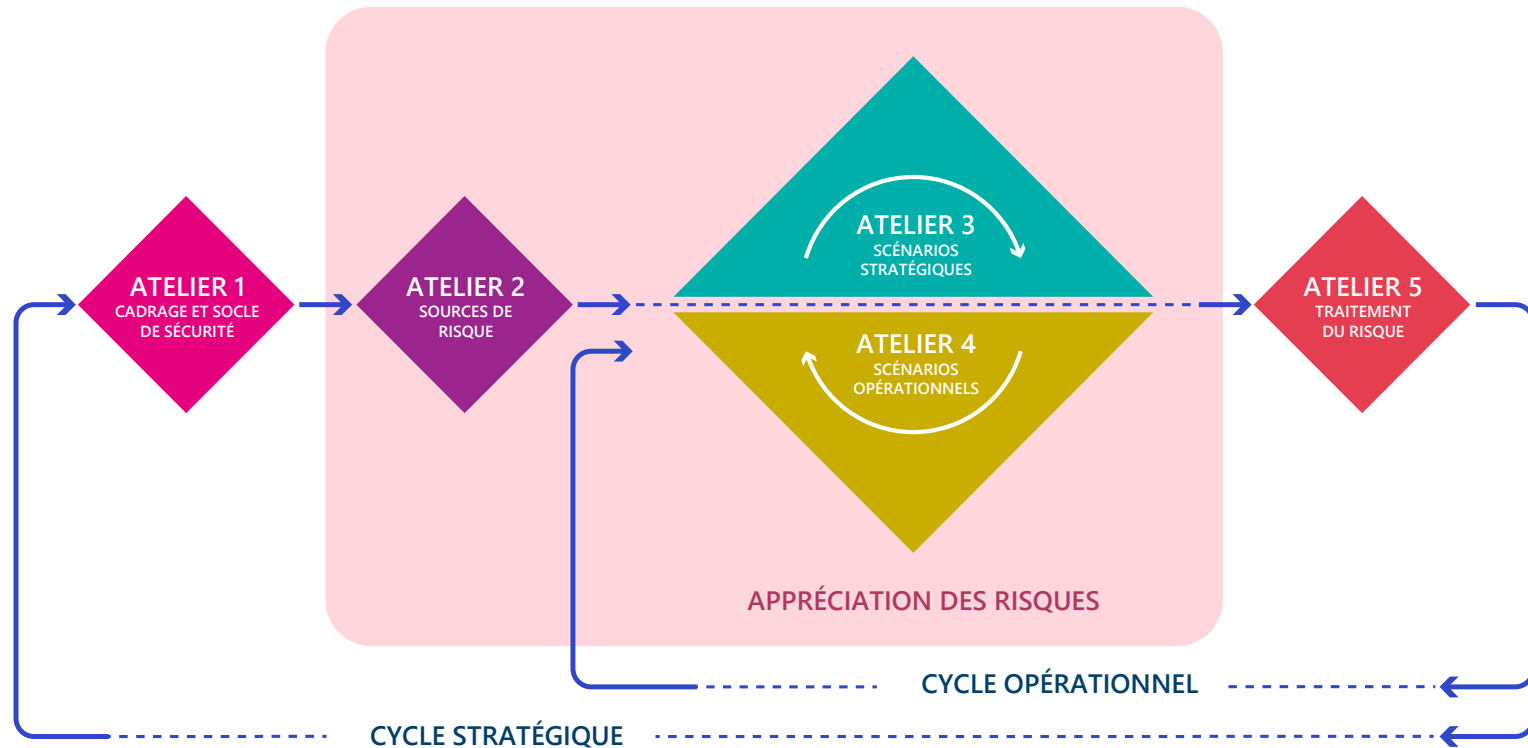 ATELIER 1
CADRAGE ET SOCLE
DE SÉCURITÉ
ATELIER 2
SOURCES DE
RISQUE
ATELIER 3
SCÉNARIOS
STRATÉGIQUES
ATELIER 4
SCÉNARIOS
OPÉRATIONNELS
ATELIER 5
TRAITEMENT
DU RISQUE
APPRÉCIATION DES RISQUES
CYCLE OPÉRATIONNEL
CYCLE STRATÉGIQUE